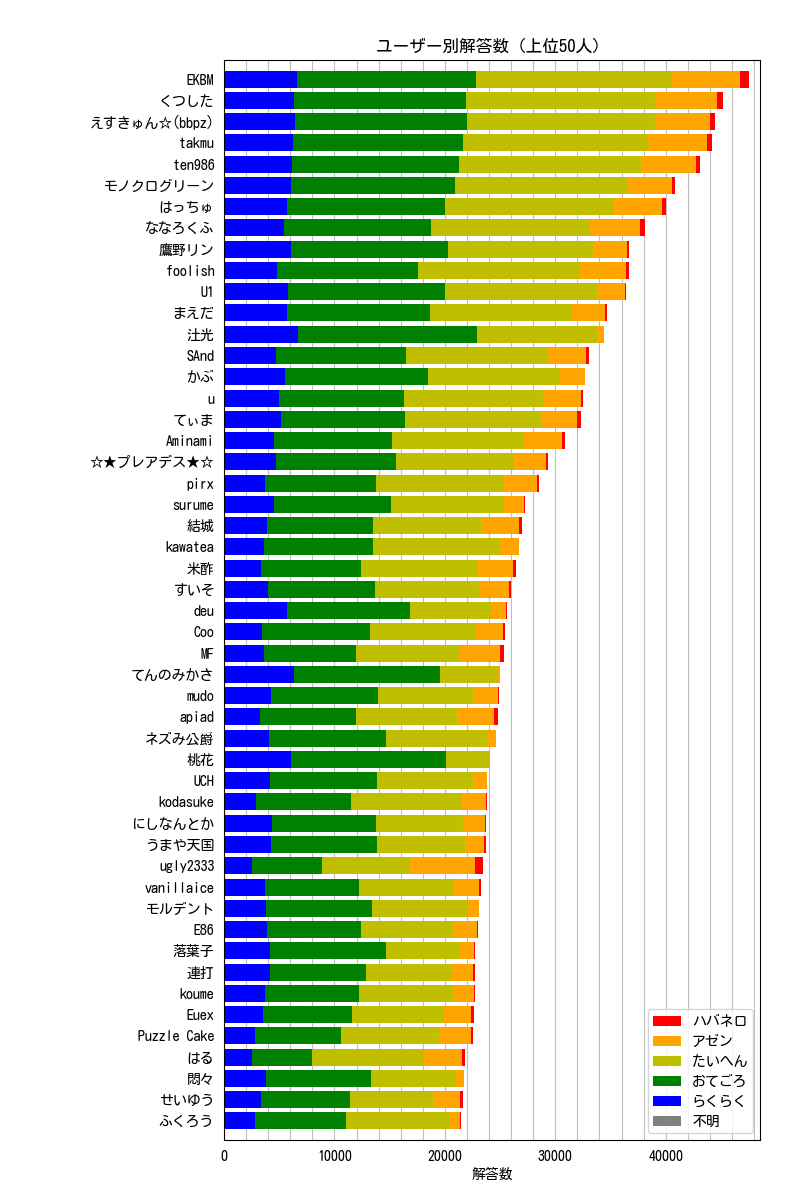 ユーザー別解答数（上位50人）
EKBM
くつした
えすきゅん☆(bbpz)
takmu
ten986
モノクログリーン
はっちゅ
ななろくふ
鷹野リン
foolish
U1
まえだ
汢光
SAnd
かぶ
u
てぃま
Aminami
☆★プレアデス★☆
pirx
surume
結城
kawatea
米酢
すいそ
deu
Coo
MF
てんのみかさ
mudo
apiad
ネズみ公爵
桃花
UCH
kodasuke
にしなんとか
うまや天国
ugly2333
vanillaice
モルデント
E86
落葉子
連打
koume
Euex
Puzzle Cake
はる
悶々
せいゆう
ふくろう
ハバネロ
アゼン
たいへん
おてごろ
らくらく
不明
0 10000 20000 30000 40000
解答数